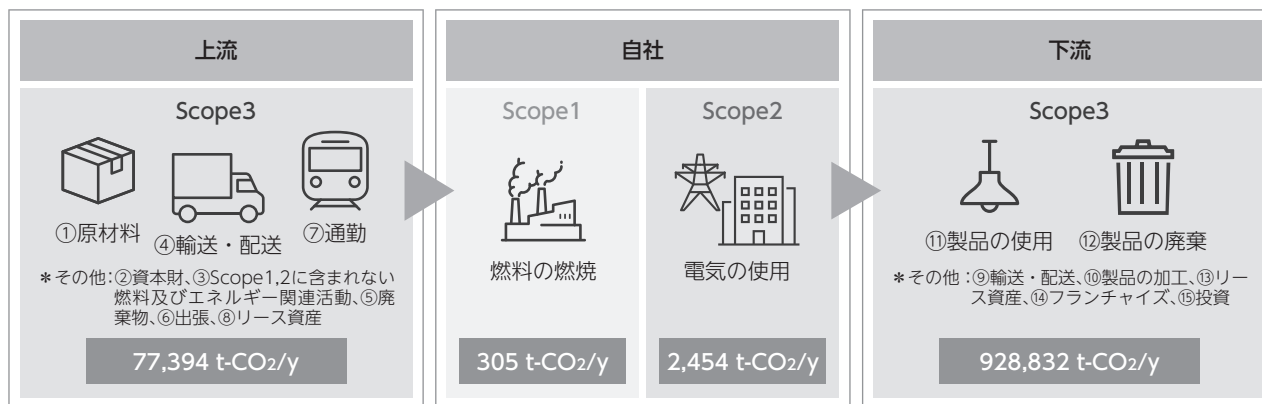 上流
Scope3
①原材料
④輸送・配送
⑦通勤
＊その他:②資本財、③Scope1,2に含まれない
燃料及びエネルギー関連活動、⑤廃
棄物、⑥出張、⑧リース資産
77,394 t-CO2/y
自社
Scope1
燃料の燃焼
305 t-CO2/y
Scope2
電気の使用
2,454 t-CO2/y
下流
Scope3
⑪製品の使用
⑫製品の廃棄
＊その他:⑨輸送・配送、⑩製品の加工、⑬リー
ス資産、⑭フランチャイズ、⑮投資
928,832 t-CO2/y